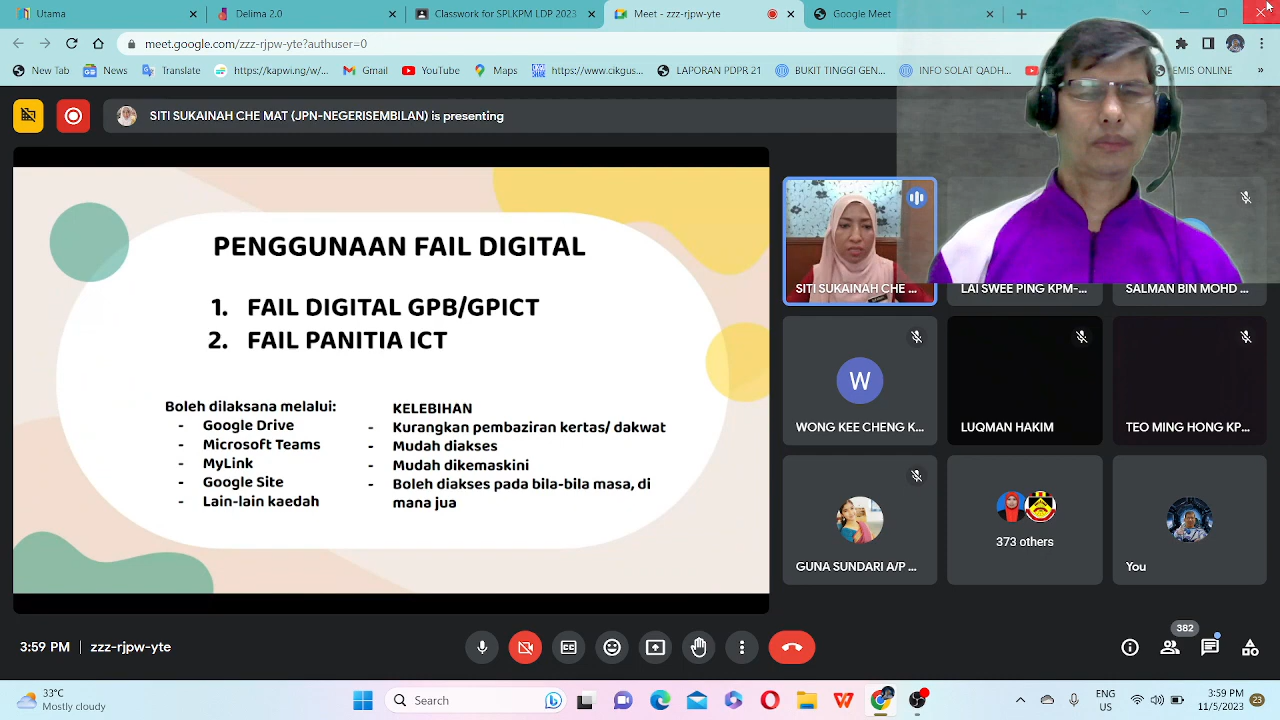 Utama
Delima 2.0
Classwork for SPLKPM LDP 2023
Meet - zzz-rjpw-yte
Google Meet
meet.google.com/zzz-rjpw-yte?authuser=0
New Tab
News
Translate
https://kapwing/w/...
Gmail
YouTube
Maps
https://www.cikgus...
LAPORAN PDPR 21
BUKIT TINGGI GEN...
INFO SOLAT QADH...
EMIS ONLINE
SITI SUKAINAH CHE MAT (JPN-NEGERISEMBILAN) is presenting
PENGGUNAAN FAIL DIGITAL
1. FAIL DIGITAL GPB/GPICT
2. FAIL PANITIA ICT
Boleh dilaksana melalui:
- Google Drive
- Microsoft Teams
- MyLink
- Google Site
- Lain-lain kaedah
KELEBIHAN
- Kurangkan pembaziran kertas/ dakwat
- Mudah diakses
- Mudah dikemaskini
- Boleh diakses pada bila-bila masa, di
mana jua
SITI SUKAINAH CHE ...
LAI SWEE PING KPM-...
SALMAN BIN MOHD ...
W
WONG KEE CHENG K...
LUQMAN HAKIM
TEO MING HONG KP...
GUNA SUNDARI A/P ...
373 others
You
3:59 PM | zzz-rjpw-yte
382
33°C
Mostly cloudy
Search
ENG
US
3:59 PM
11/5/2023
23